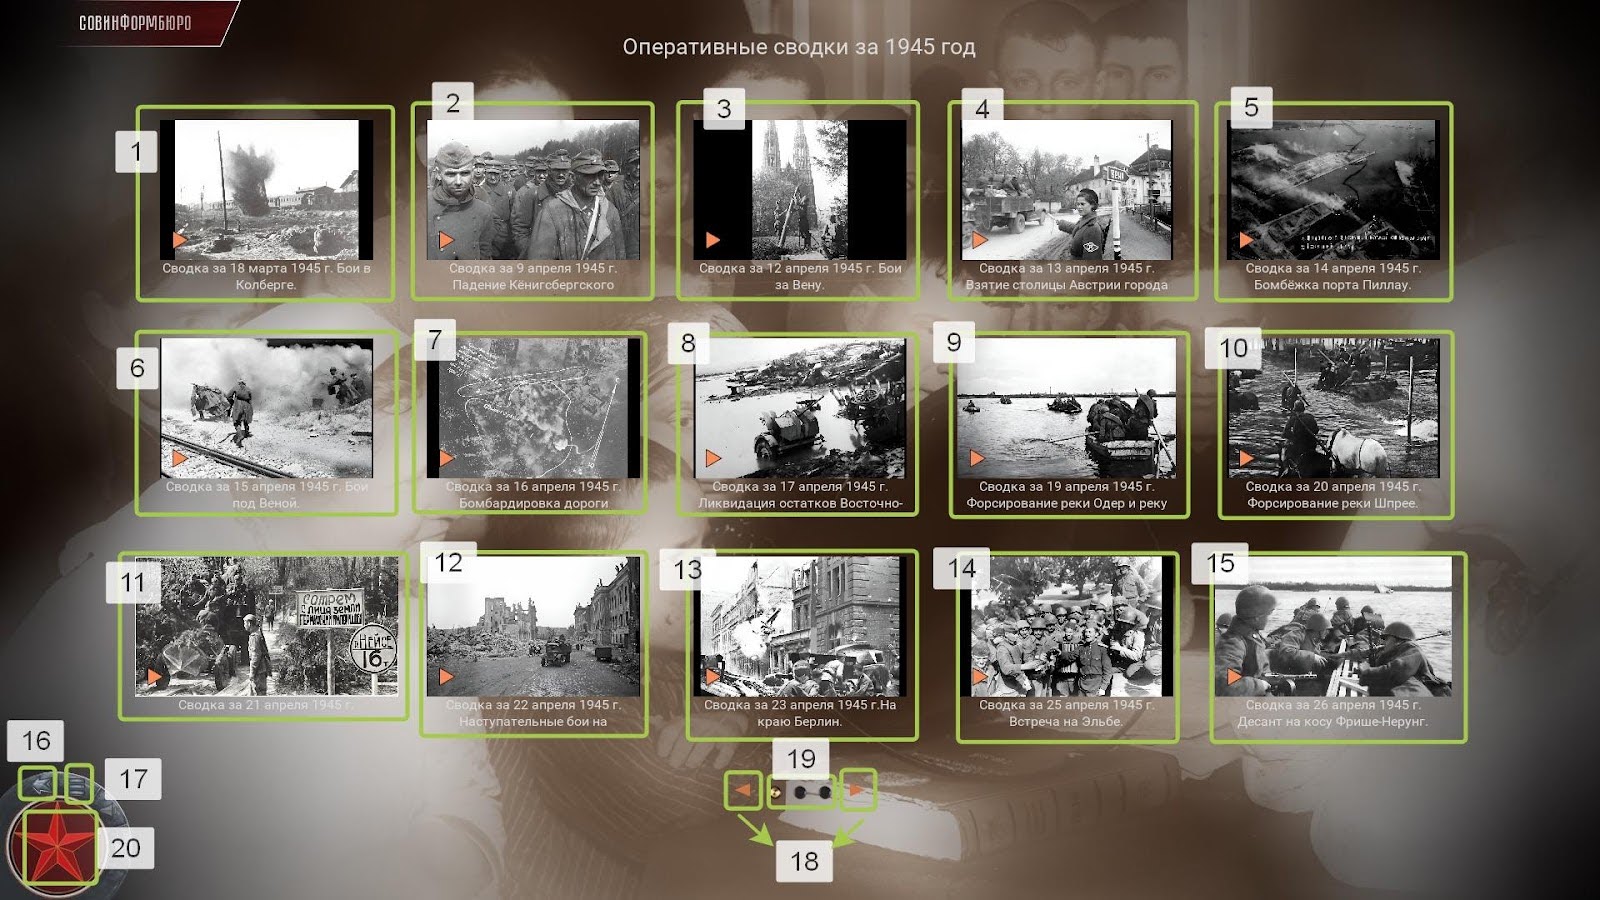 СОВИНФОРМБЮРО
Оперативные сводки за 1945 год
1
2
3
4
5
Сводка за 18 марта 1945 г. Бои в
Колберге.
Сводка за 9 апреля 1945 г.
Падение Кёнигсбергского
Сводка за 12 апреля 1945 г. Бои
за Вену.
Сводка за 13 апреля 1945 г.
Взятие столицы Австрии города
Сводка за 14 апреля 1945 г.
Бомбёжка порта Пиллау.
6
7
8
9
10
Сводка за 15 апреля 1945 г. Бои
под Веной.
Сводка за 16 апреля 1945 г.
Бомбардировка дороги
Сводка за 17 апреля 1945 г.
Ликвидация остатков Восточно-
Сводка за 19 апреля 1945 г.
Форсирование реки Одер и реку
Сводка за 20 апреля 1945 г.
Форсирование реки Шпрее.
11
12
13
14
15
СОТРЕМ
С ЛИЦА ЗЕМЛИ
р. НЕЙСЕ
16 т
Сводка за 21 апреля 1945 г.
Сводка за 22 апреля 1945 г.
Наступательные бои на
Сводка за 23 апреля 1945 г.На
краю Берлин.
Сводка за 25 апреля 1945 г.
Встреча на Эльбе.
Сводка за 26 апреля 1945 г.
Десант на косу Фрише-Нерунг.
16
17
19
18
20